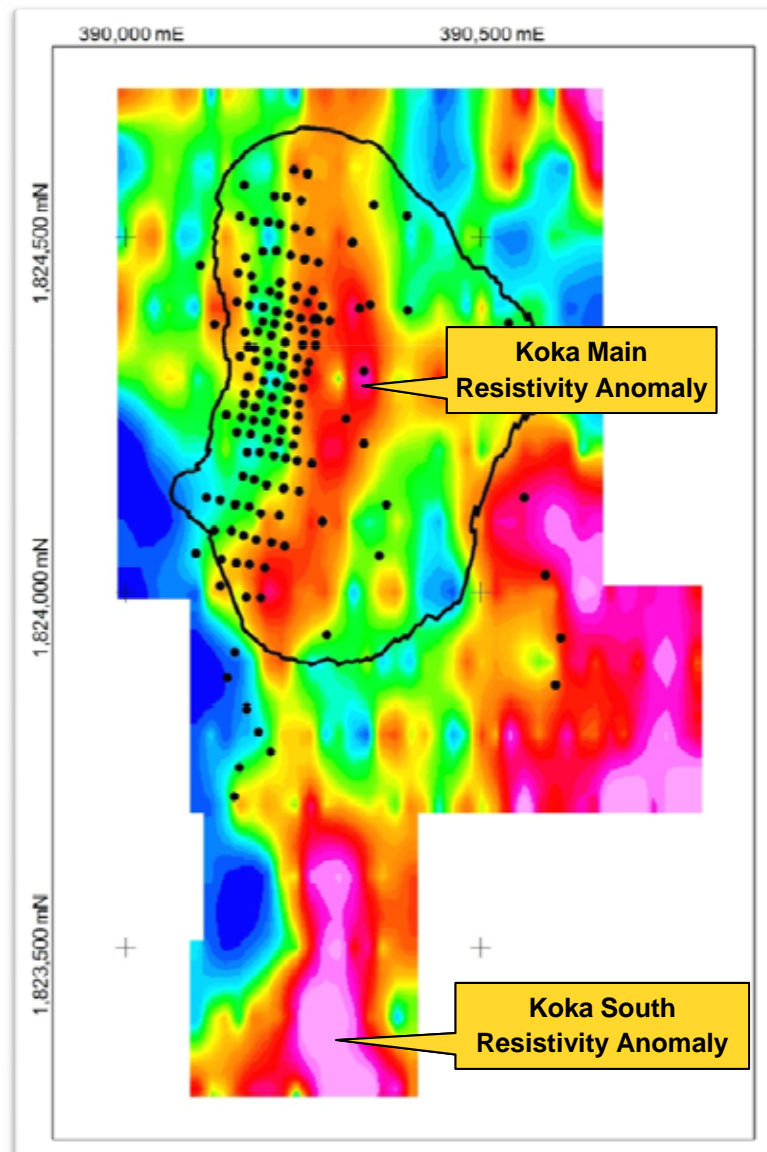 390,000 mE
390,500 mE
1,824,500 mN
Koka Main
Resistivity Anomaly
1,824,000 mN
1,823,500 mN
Koka South
Resistivity Anomaly